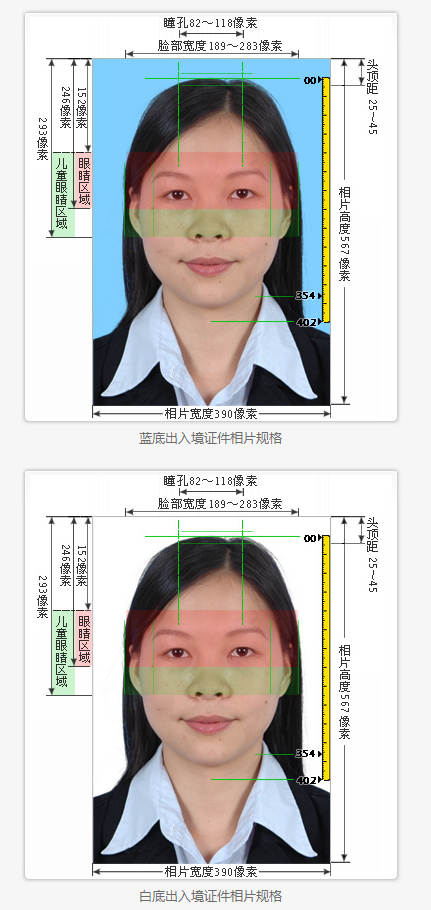 瞳孔82～118像素
脸部宽度189～283像素
00
头顶距 25～45
152像素
246像素
293像素
眼睛区域
儿童眼睛区域
相片高度567像素
354
402
相片宽度390像素
蓝底出入境证件相片规格
瞳孔82～118像素
脸部宽度189～283像素
00
头顶距 25～45
152像素
246像素
293像素
眼睛区域
儿童眼睛区域
相片高度567像素
354
402
相片宽度390像素
白底出入境证件相片规格